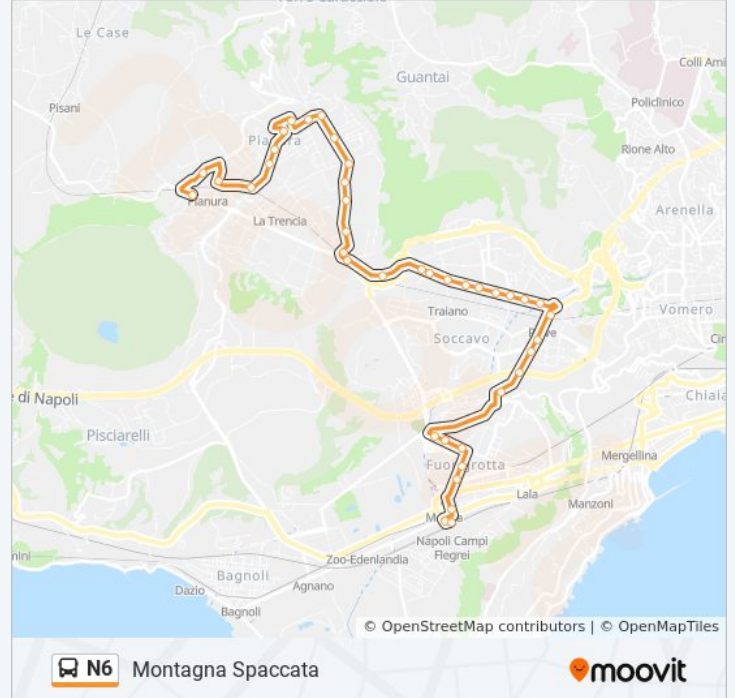 Le Case
Guantai
Colli Ami
Pisani
Policlinico
Rione Alto
Pianura
Pianura
Arenella
La Trencia
Traiano
Vomero
Soccavo
Cir
di Napoli
Chiaia
Pisciarelli
Mergellina
Fuorigrotta
Lala
Manzoni
Napoli Campi
Flegrei
Zoo-Edenlandia
Bagnoli
Agnano
Dazio
Bagnoli
© OpenStreetMap contributors | © OpenMapTiles
N6 Montagna Spaccata
moovit